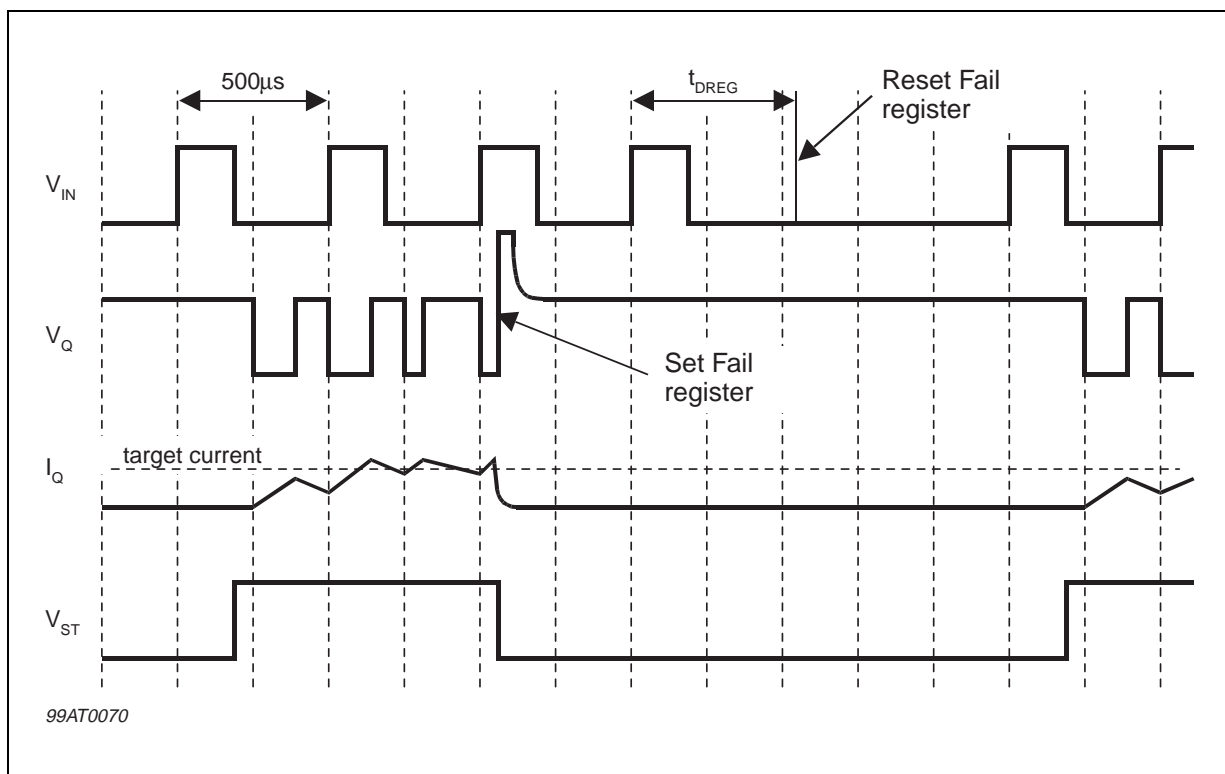 500µs
tDREG
Reset Fail
register
VIN
VQ
Set Fail
register
target current
IQ
VST
99AT0070